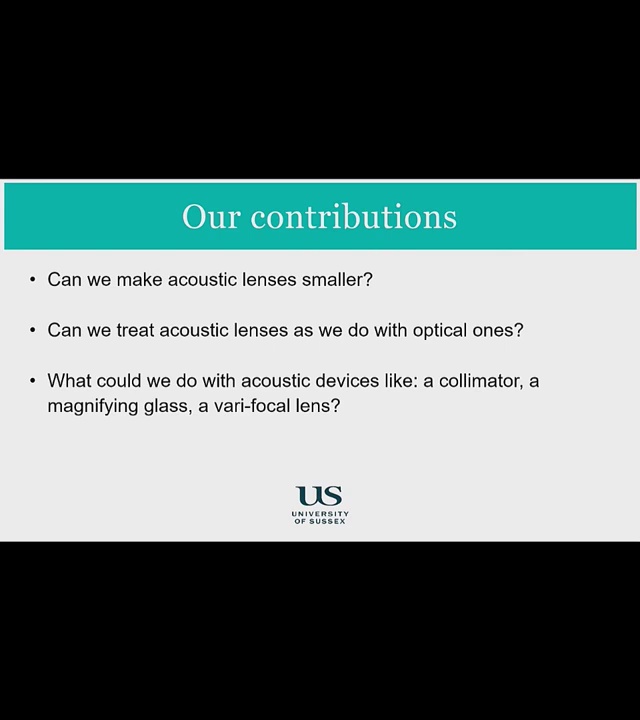 Our contributions
• Can we make acoustic lenses smaller?
• Can we treat acoustic lenses as we do with optical ones?
• What could we do with acoustic devices like: a collimator, a
magnifying glass, a vari-focal lens?
US
UNIVERSITY
OF SUSSEX